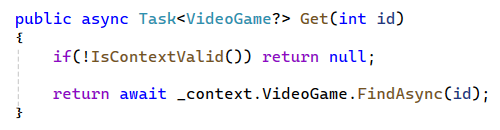 public async Task<VideoGame?> Get(int id)
{
    if(!IsContextValid()) return null;
    return await _context.VideoGame.FindAsync(id);
}